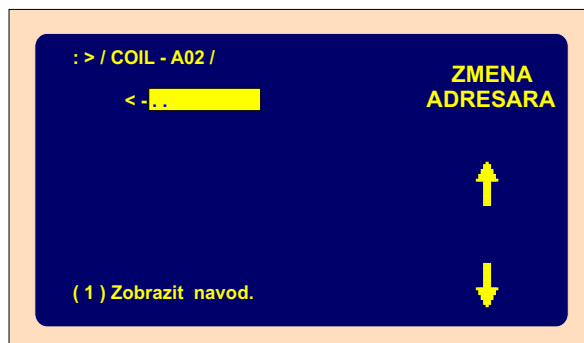 : > / COIL - A02 /
ZMENA
ADRESARA
< - . .
( 1 ) Zobrazit navod.